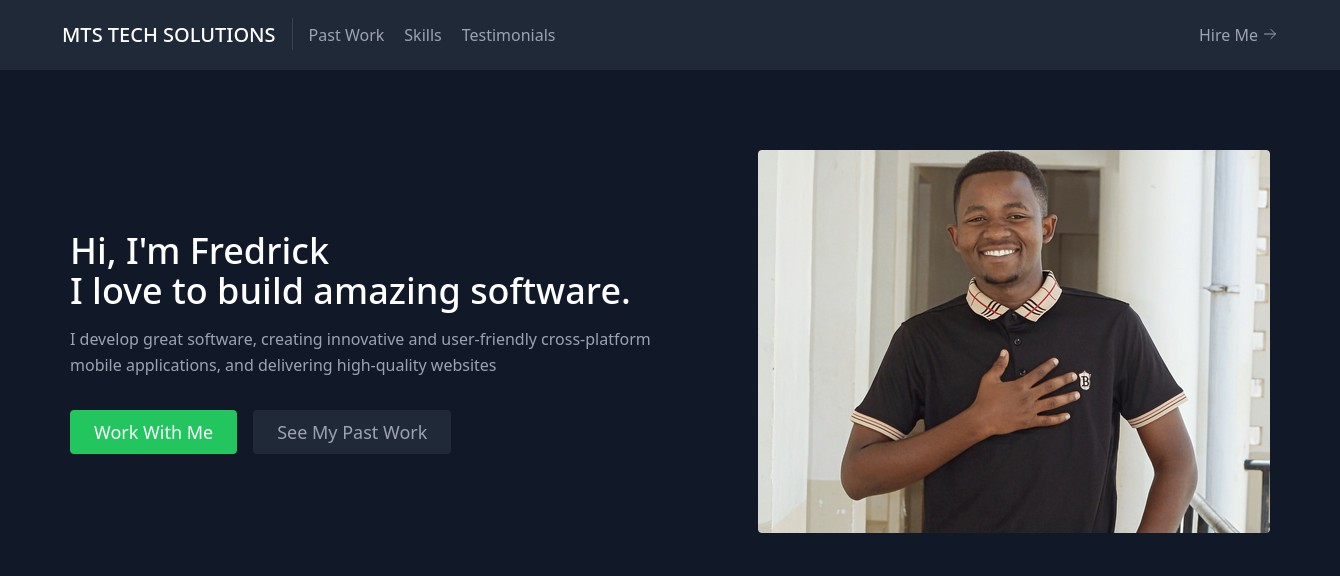 MTS TECH SOLUTIONS
Past Work
Skills
Testimonials
Hire Me →
Hi, I'm Fredrick
I love to build amazing software.
I develop great software, creating innovative and user-friendly cross-platform
mobile applications, and delivering high-quality websites
Work With Me
See My Past Work
B